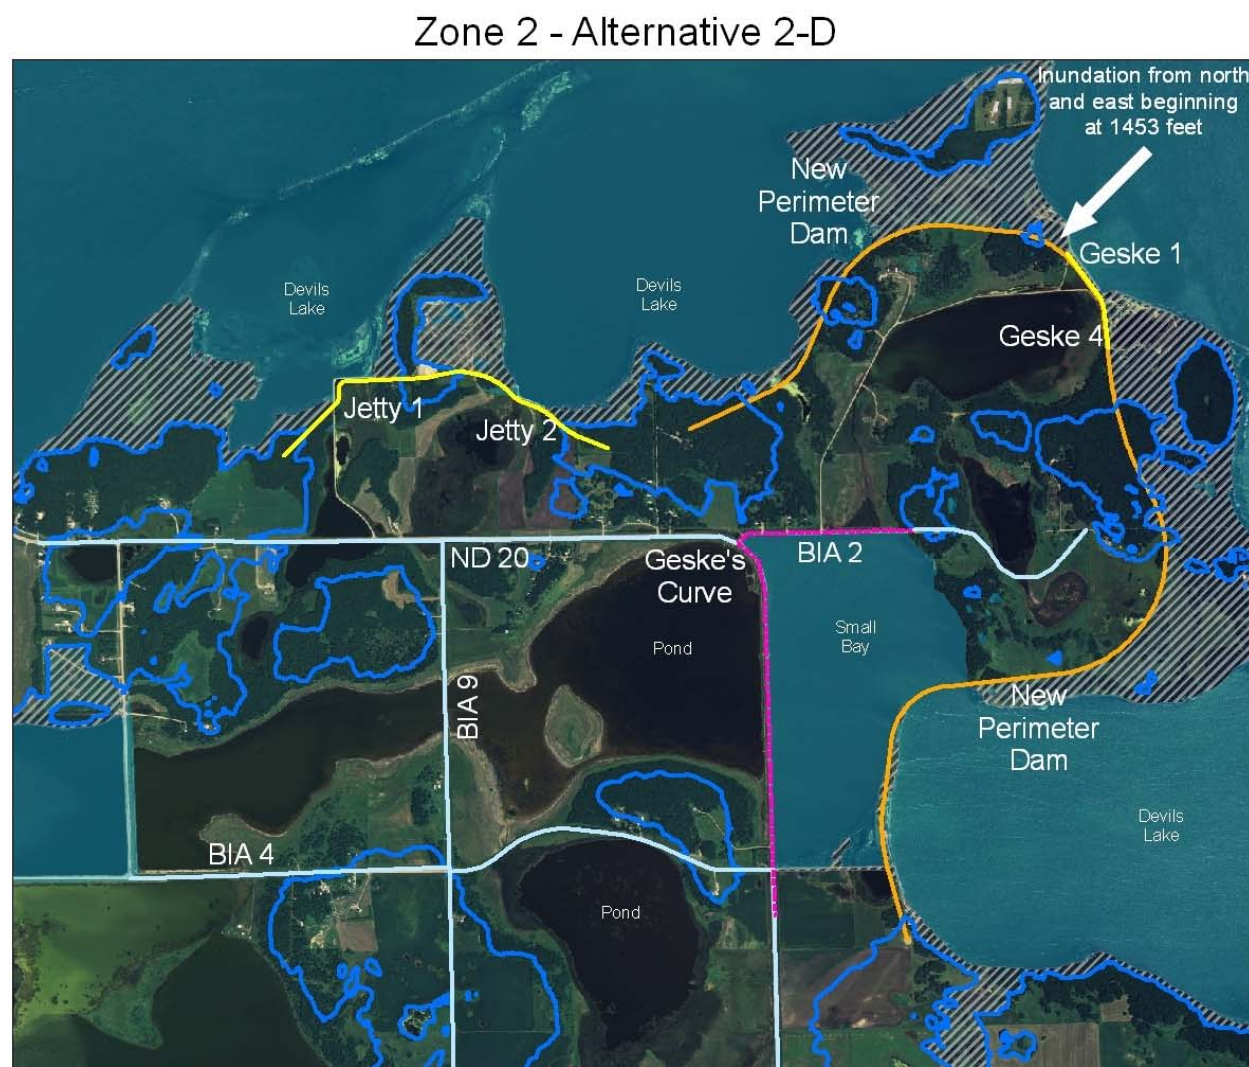 Zone 2 - Alternative 2-D
Inundation from north
and east beginning
at 1453 feet
New
Perimeter
Dam
Geske 1
Devils
Lake
Devils
Lake
Geske 4
Jetty 1
Jetty 2
ND 20
Geske's
Curve
BIA 2
Pond
Small
Bay
BIA 9
New
Perimeter
Dam
Devils
Lake
BIA 4
Pond